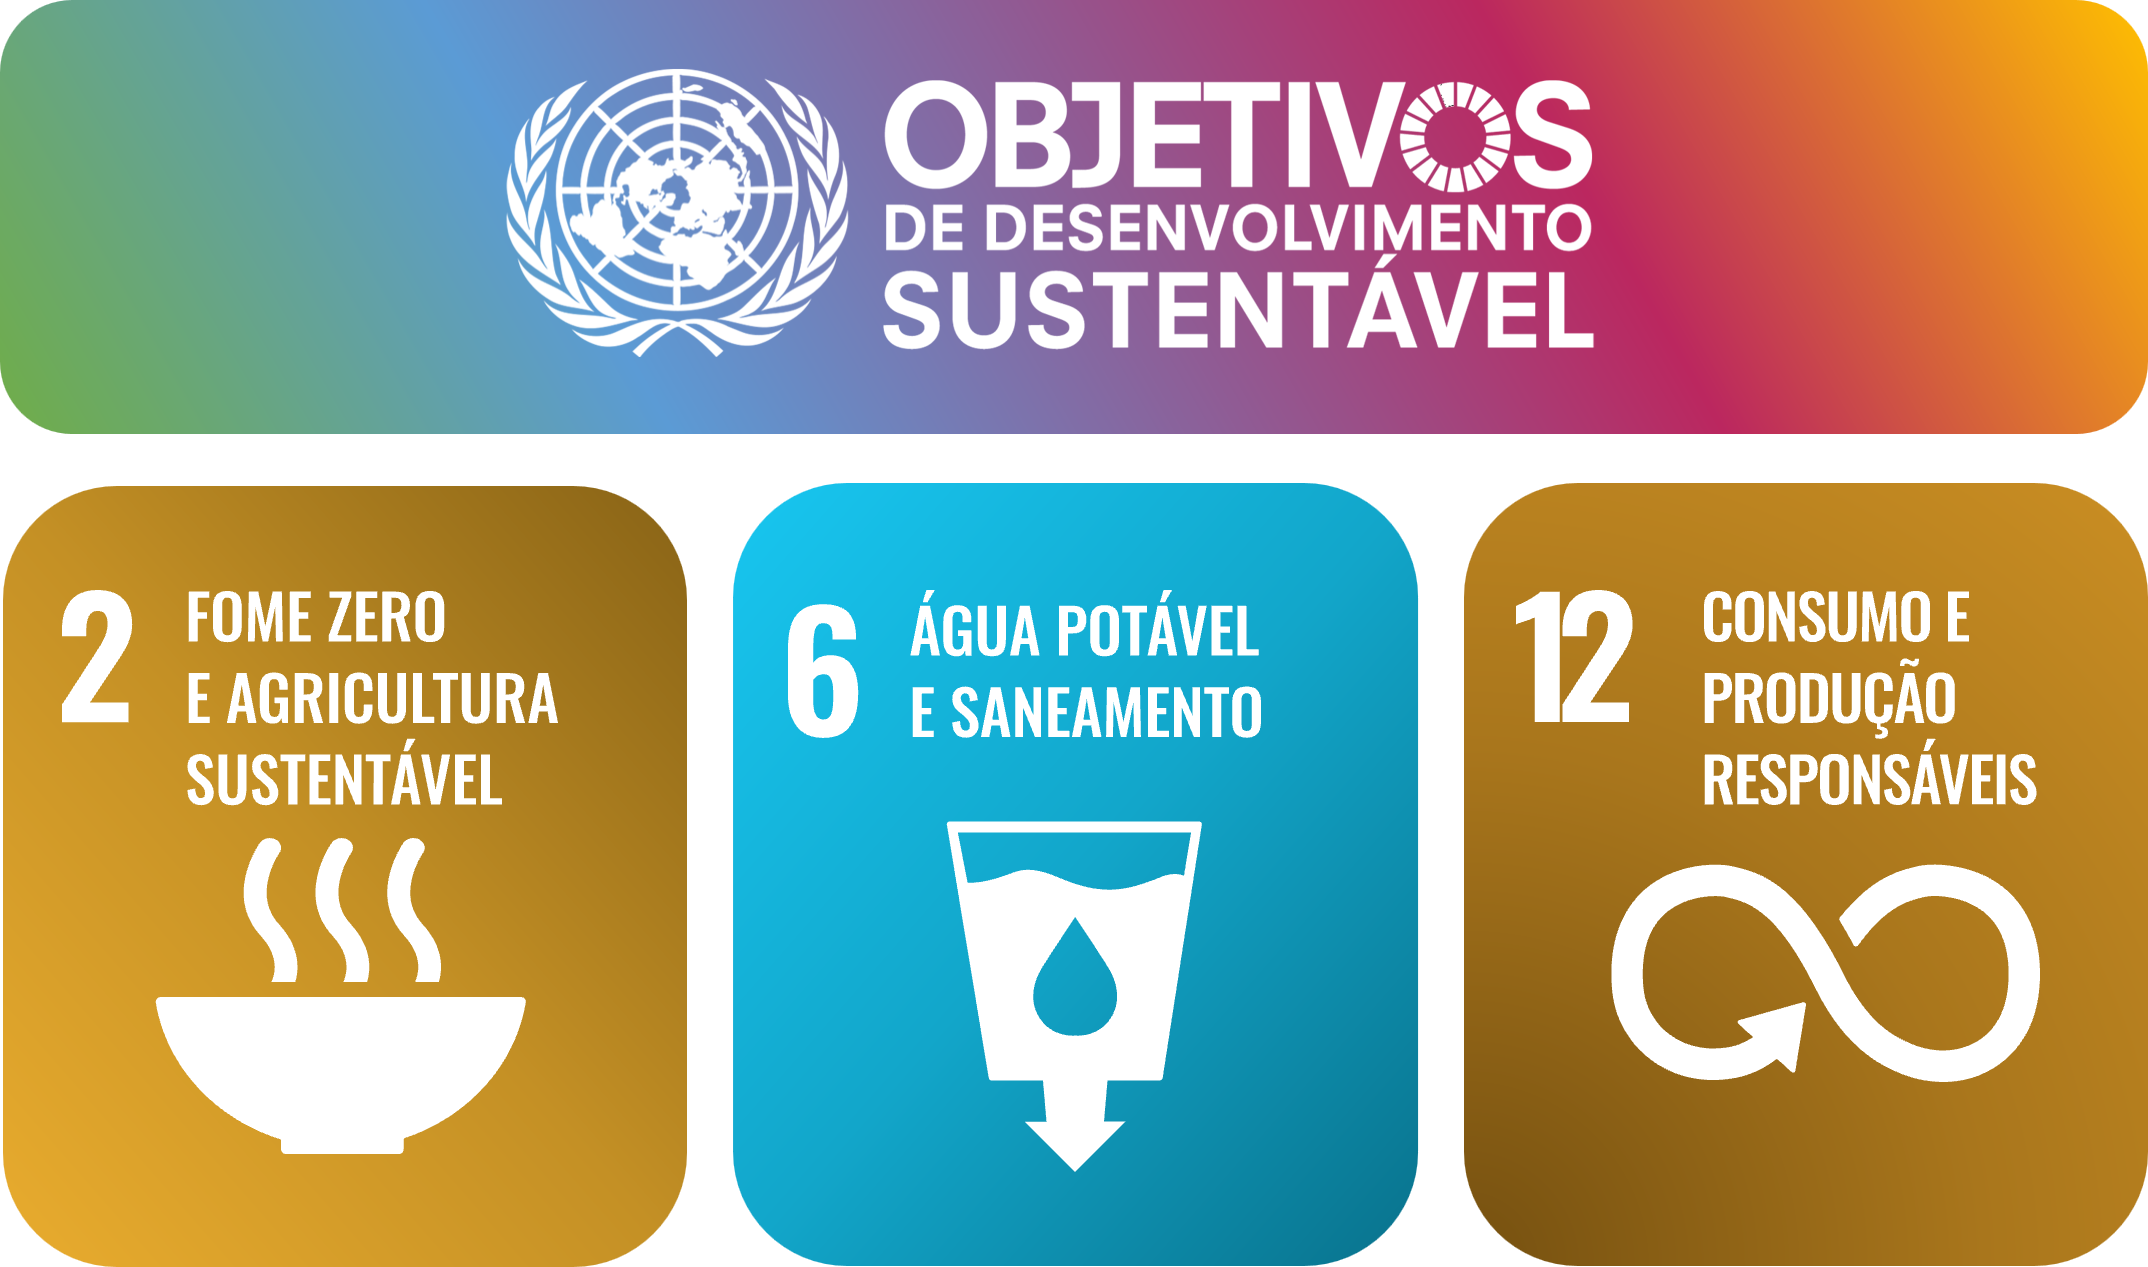 OBJETIVOS
DE DESENVOLVIMENTO
SUSTENTÁVEL
2
FOME ZERO
E AGRICULTURA
SUSTENTÁVEL
6
ÁGUA POTÁVEL
E SANEAMENTO
12
CONSUMO E
PRODUÇÃO
RESPONSÁVEIS